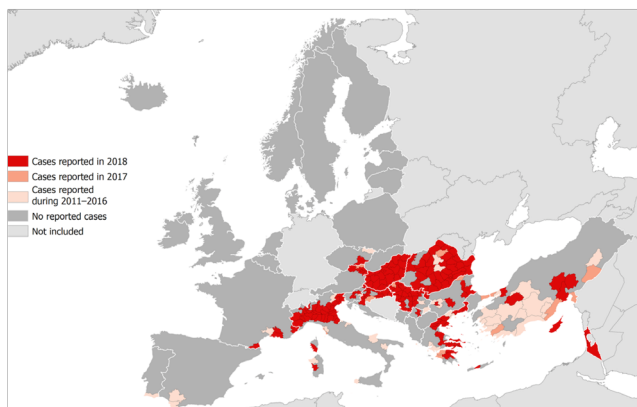 Cases reported in 2018
Cases reported in 2017
Cases reported
during 2011–2016
No reported cases
Not included